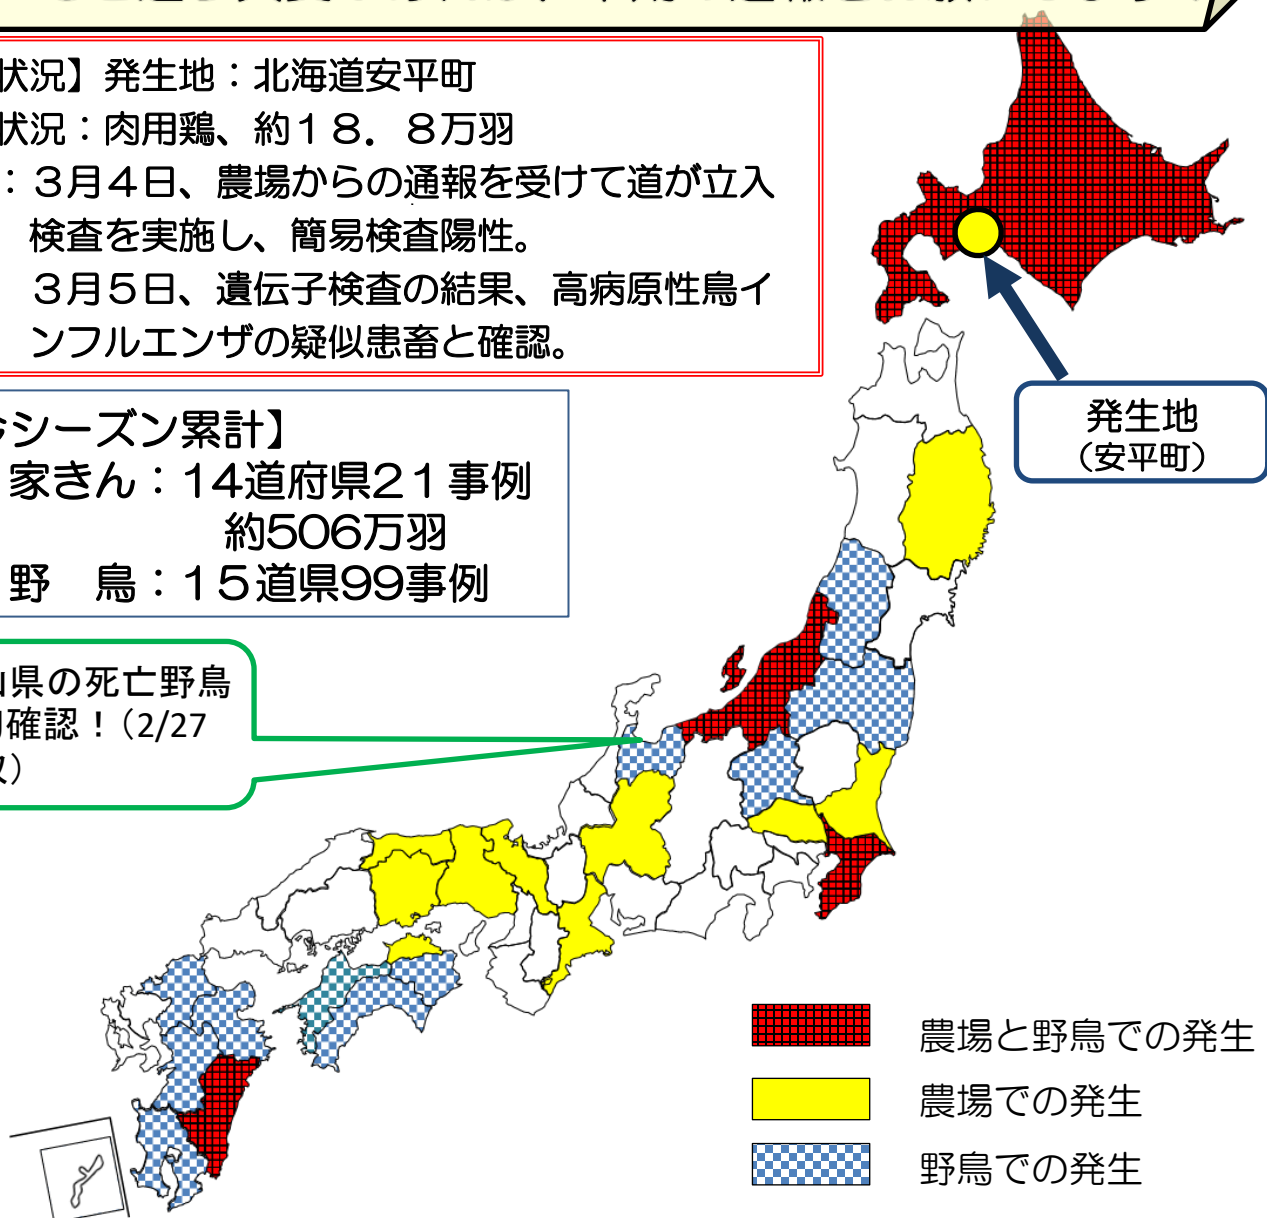 状況】発生地：北海道安平町
状況：肉用鶏、約１８．８万羽
：３月４日、農場からの通報を受けて道が立入
検査を実施し、簡易検査陽性。
３月５日、遺伝子検査の結果、高病原性鳥イ
ンフルエンザの疑似患畜と確認。
シーズン累計】
家きん：14道府県21事例
約506万羽
野　鳥：15道県99事例
県の死亡野鳥
確認！（2/27
）
発生地
（安平町）
農場と野鳥での発生
農場での発生
野鳥での発生